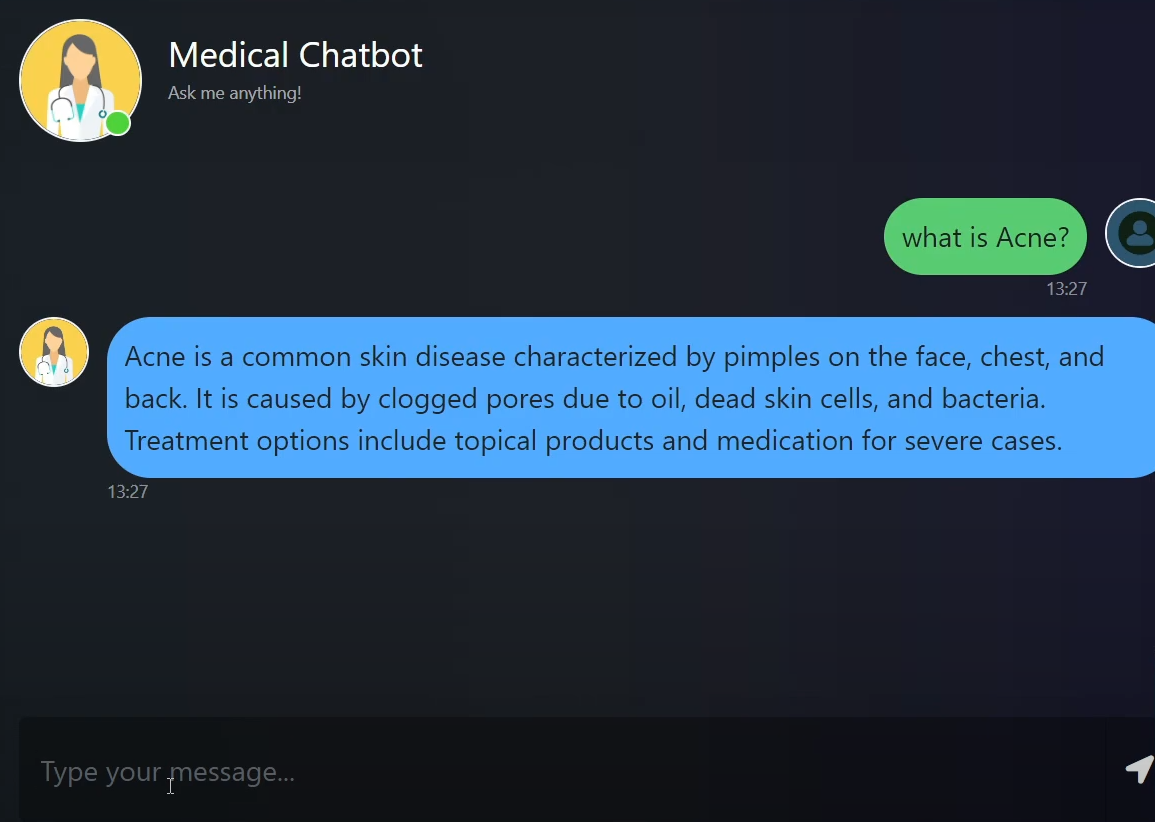 Medical Chatbot
Ask me anything!
what is Acne?
13:27
Acne is a common skin disease characterized by pimples on the face, chest, and
back. It is caused by clogged pores due to oil, dead skin cells, and bacteria.
Treatment options include topical products and medication for severe cases.
13:27
Type your message...